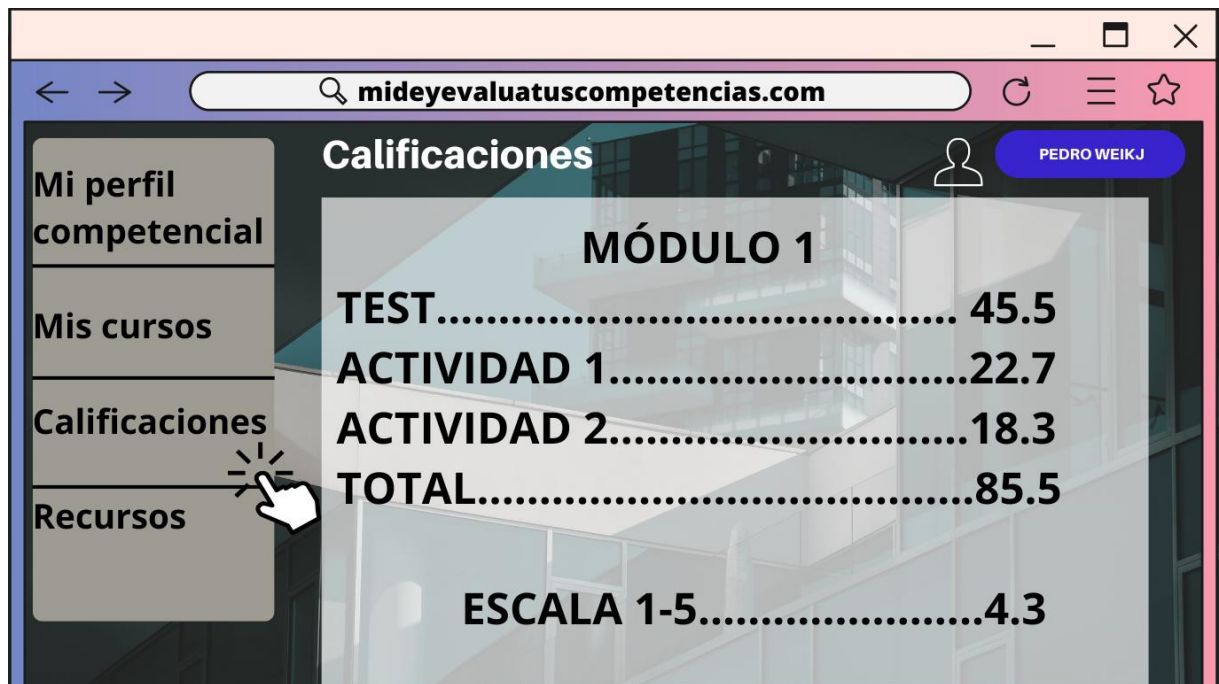 mideyevaluatuscompetencias.com
Calificaciones
PEDRO WEIKJ
Mi perfil
competencial
Mis cursos
Calificaciones
Recursos
MÓDULO 1
TEST.......................................... 45.5
ACTIVIDAD 1.............................22.7
ACTIVIDAD 2.............................18.3
TOTAL........................................85.5
ESCALA 1-5.......................4.3